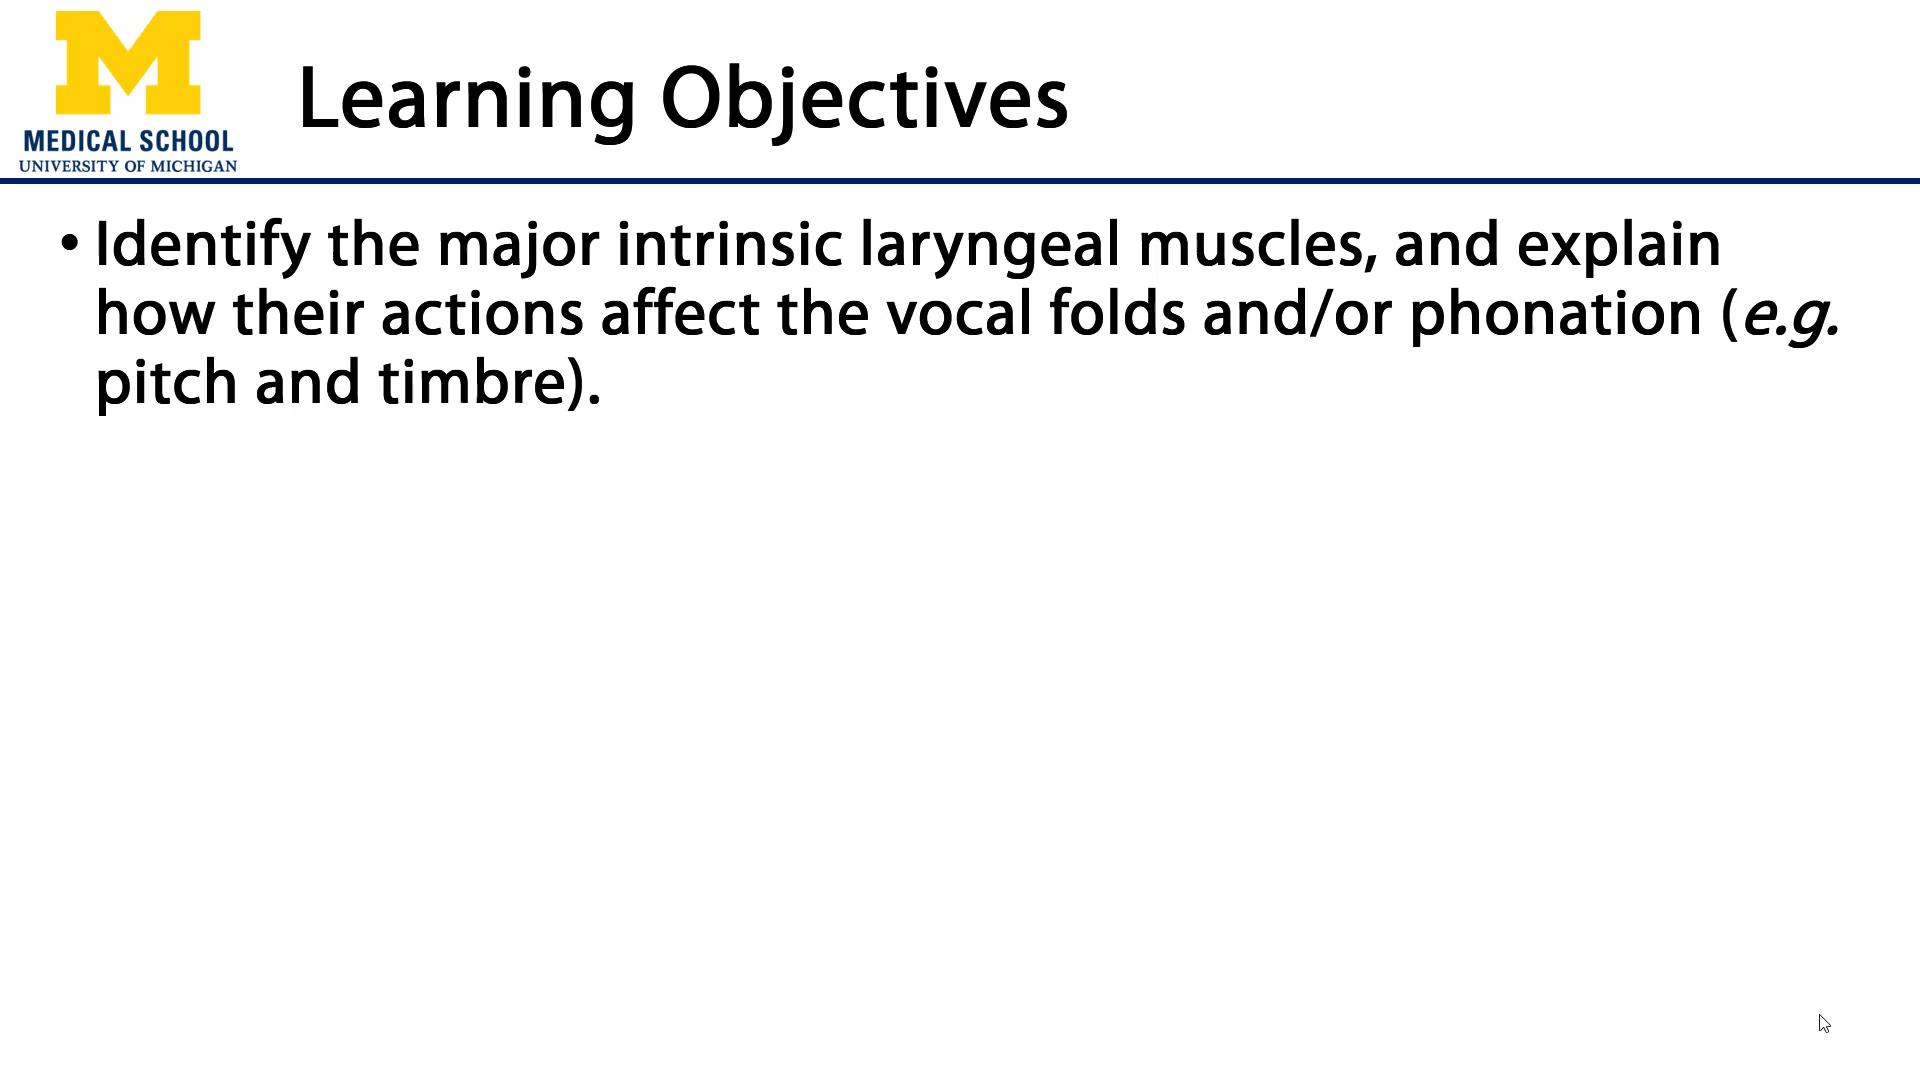 M
MEDICAL SCHOOL
UNIVERSITY OF MICHIGAN
Learning Objectives
• Identify the major intrinsic laryngeal muscles, and explain
how their actions affect the vocal folds and/or phonation (e.g.
pitch and timbre).